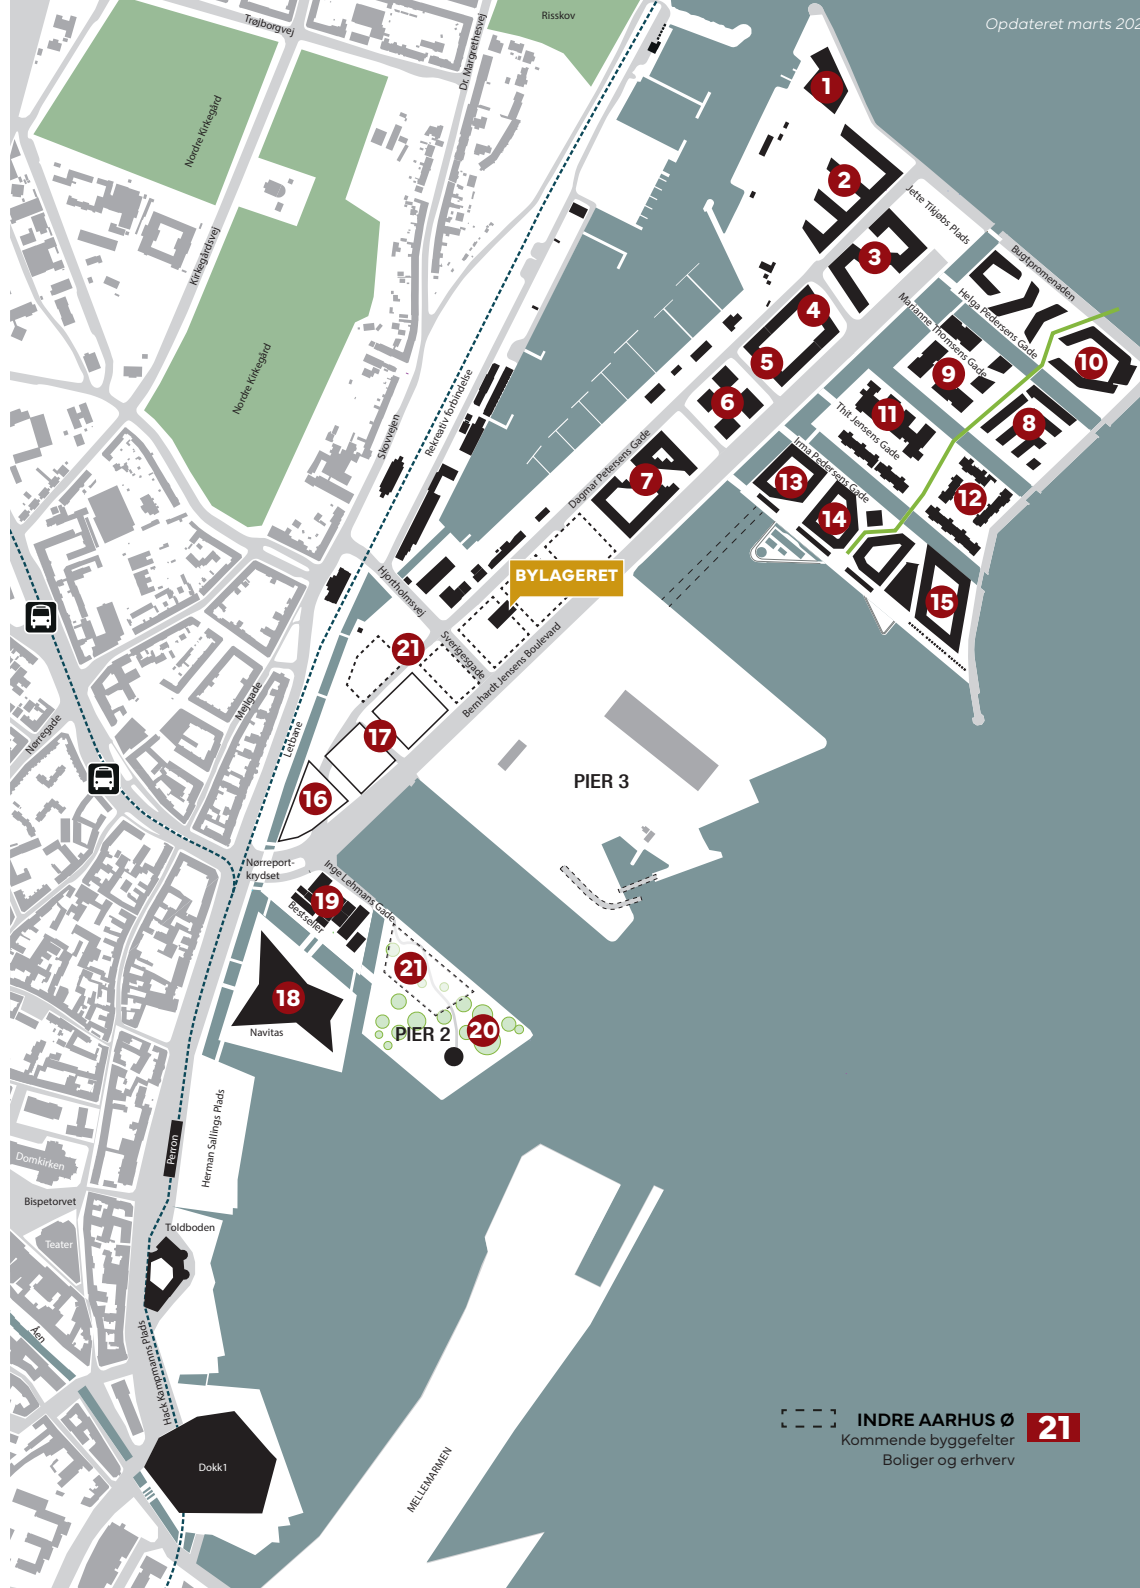 Opdateret marts 202
Risskov
Trøjborgvej
Dr. Margrethesvej
Nordre Kirkegård
Kirkegårdsvej
Nordre Kirkegård
Skovvejen
Rekreativ forbindelse
1
2
3
4
5
6
7
Jette Tikjøbs Plads
Bugtpromenaden
Helga Pedersens Gade
Marianne Thomsens Gade
9
10
8
11
Thit Jensens Gade
12
Irma Pedersens Gade
13
14
15
Dagmar Petersens Gade
BYLAGERET
Hjortholmsvej
Sverigesgade
Bernhardt Jensens Boulevard
21
17
16
Mejlgade
Letbane
Nørregade
PIER 3
Nørreport-
krydset
Inge Lehmans Gade
19
Bestseller
21
18
Navitas
PIER 2
20
Perron
Herman Sallings Plads
Domkirken
Bispetorvet
Teater
Toldboden
Åen
Hack Kampmanns Plads
Dokk1
MELLEMARMEN
INDRE AARHUS Ø
21
Kommende byggefelter
Boliger og erhverv